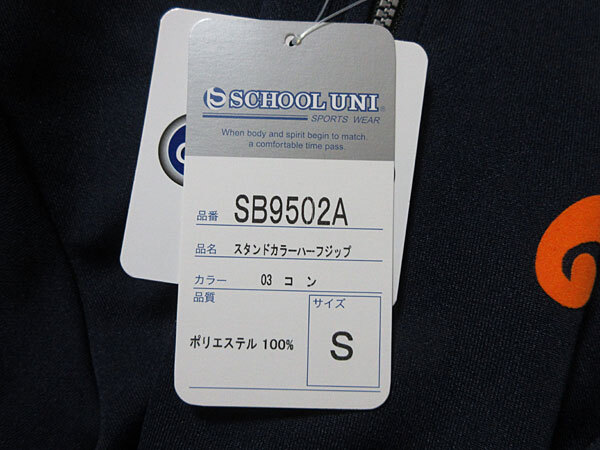 SCHOOL UNI
SPORTS WEAR
When body and spirit begin to match
a comfortable time pass.
品番 SB9502A
品名 スタンドカラーハーフジップ
カラー 03 コン
品質
サイズ
ポリエステル 100%
S